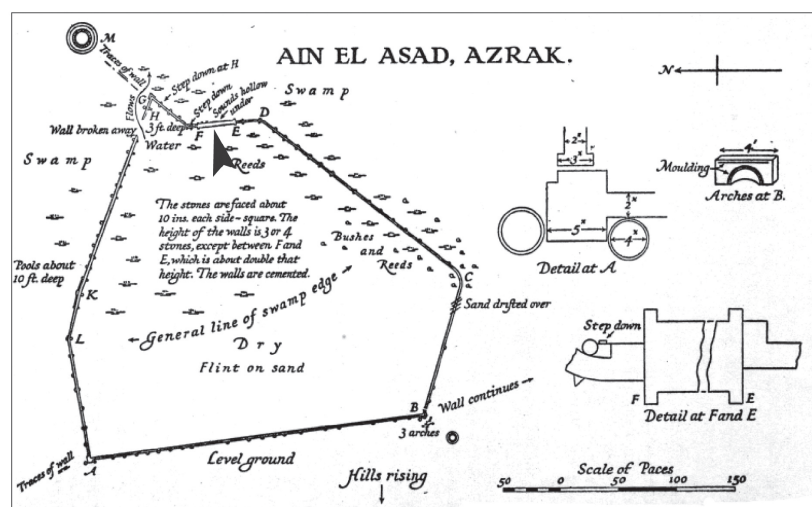 AIN EL ASAD, AZRAK.
M
Traces of wall
Step down at H
Step down
Sounds hollow
under
Swamp
N
G
H
Flows
3 ft. deep
F
E
D
Wall broken away
Water
Swamp
Reeds
The stones are faced about
10 ins. each side - square. The
height of the walls is 3 or 4
stones, except between F and
E, which is about double that
height. The walls are cemented.
Bushes
and
Reeds
Pools about
10 ft. deep
K
C
Sand drifted over
General line of swamp edge
L
Dry
Flint on sand
B
Wall continues
3 arches
A
Traces of wall
Level ground
Hills rising
2ˣ
3ˣ
2ˣ
5ˣ
4ˣ
Detail at A
4'
Moulding
Arches at B.
Step down
F
E
Detail at F and E
Scale of Paces
50
0
50
100
150